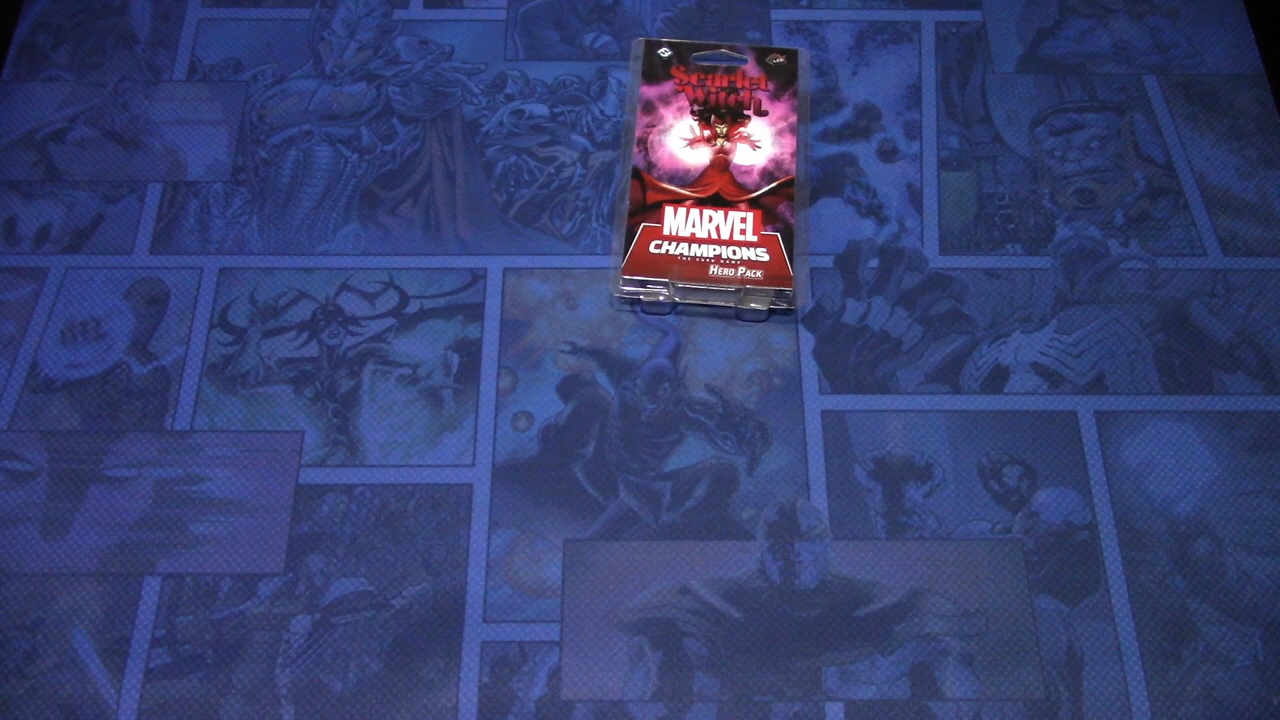 Scarlet
Witch
MARVEL
CHAMPIONS
THE CARD GAME
Hero Pack